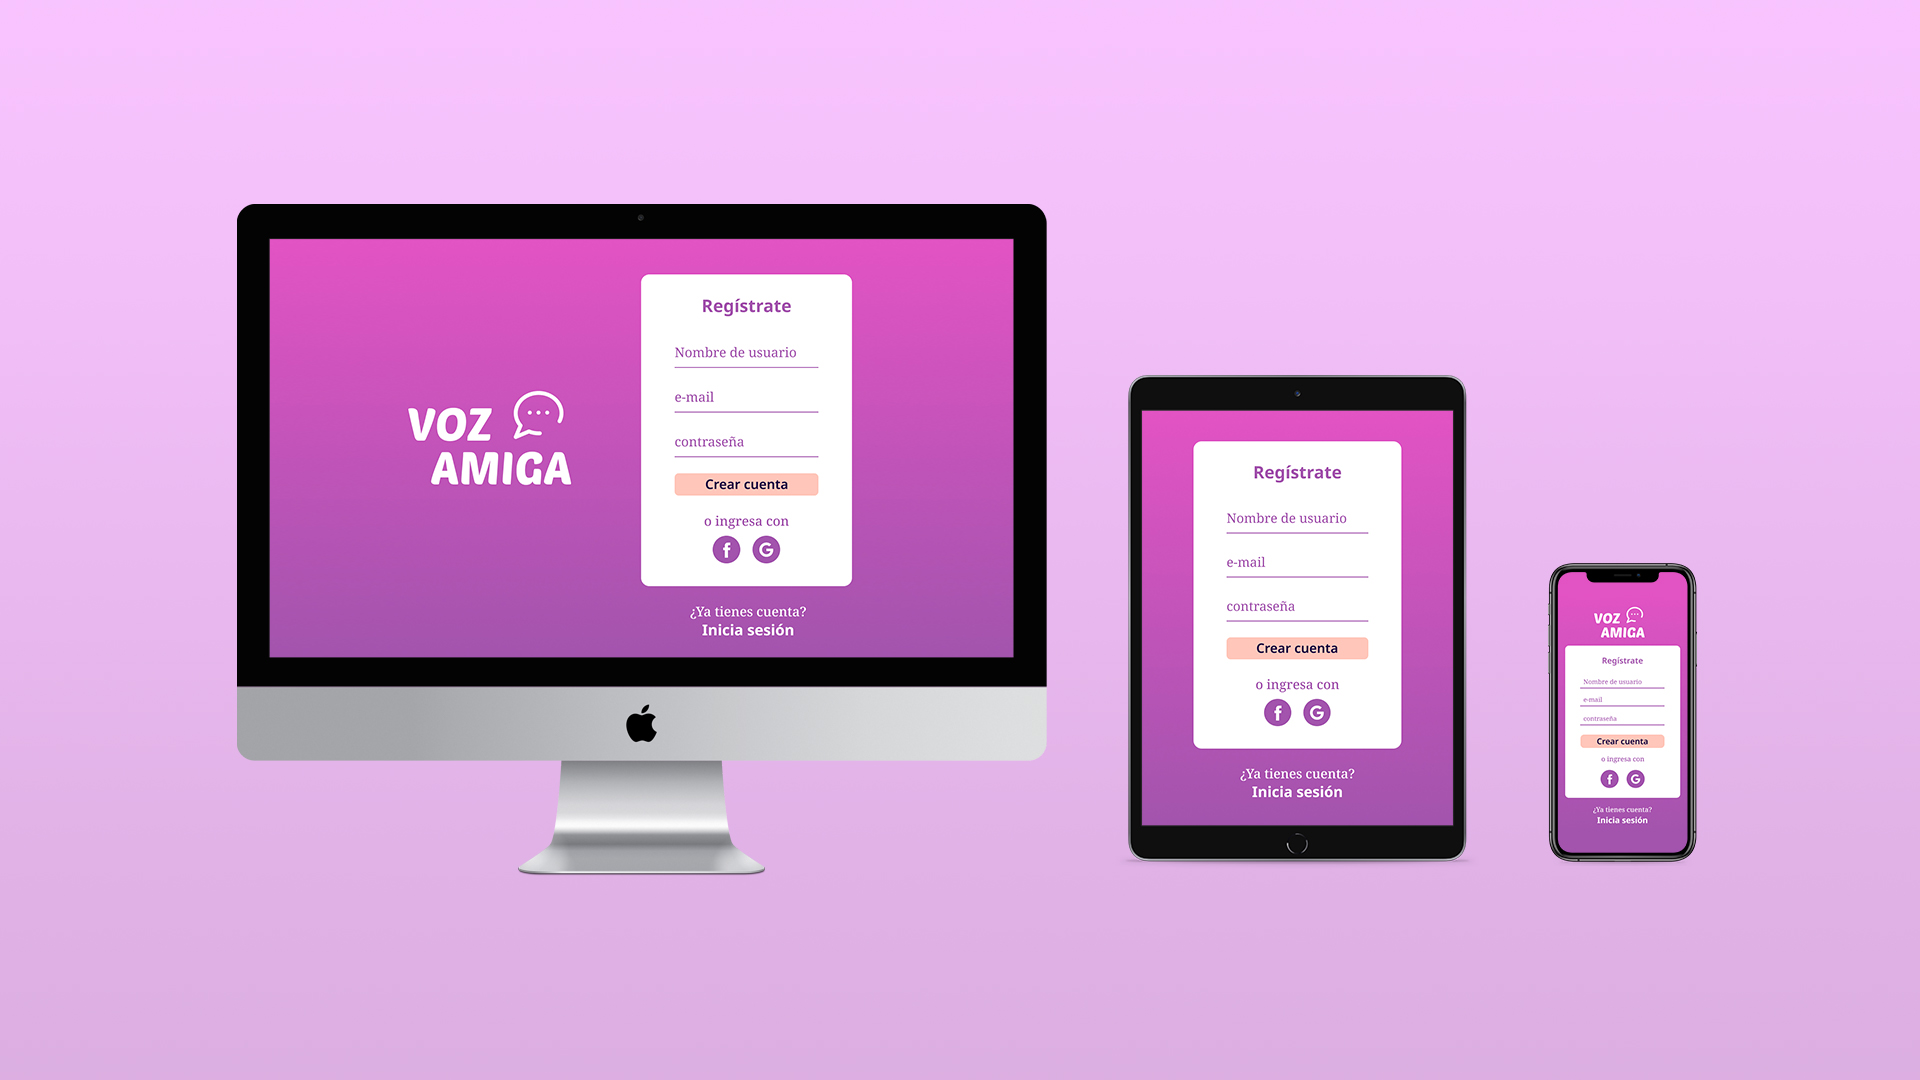 VOZ
AMIGA
Regístrate
Nombre de usuario
e-mail
contraseña
Crear cuenta
o ingresa con
f G
¿Ya tienes cuenta?
Inicia sesión
Regístrate
Nombre de usuario
e-mail
contraseña
Crear cuenta
o ingresa con
f G
¿Ya tienes cuenta?
Inicia sesión
VOZ
AMIGA
Regístrate
Nombre de usuario
e-mail
contraseña
Crear cuenta
o ingresa con
f G
¿Ya tienes cuenta?
Inicia sesión